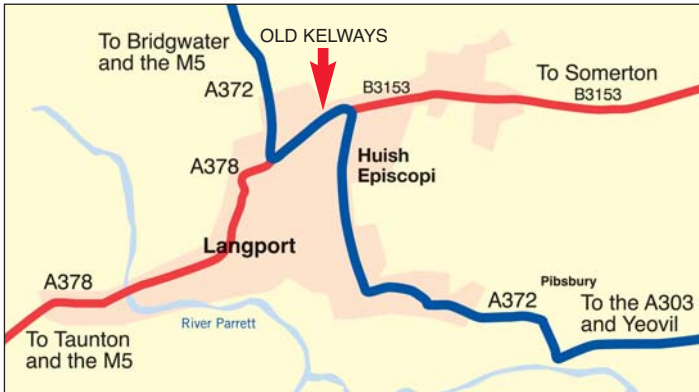 OLD KELWAYS
To Bridgwater
and the M5
A372
B3153
To Somerton
B3153
A378
Huish
Episcopi
Langport
A378
River Parrett
A372
Pibsbury
To the A303
and Yeovil
To Taunton
and the M5